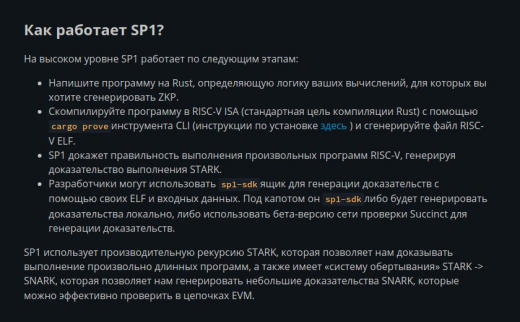 Как работает SP1?
На высоком уровне SP1 работает по следующим этапам:
• Напишите программу на Rust, определяющую логику ваших вычислений, для которых вы
хотите сгенерировать ZKP.
• Скомпилируйте программу в RISC-V ISA (стандартная цель компиляции Rust) с помощью
cargo prove инструмента CLI (инструкции по установке здесь ) и сгенерируйте файл RISC-
V ELF.
• SP1 докажет правильность выполнения произвольных программ RISC-V, генерируя
доказательство выполнения STARK.
• Разработчики могут использовать sp1-sdk ящик для генерации доказательств с
помощью своих ELF и входных данных. Под капотом он sp1-sdk либо будет генерировать
доказательства локально, либо использовать бета-версию сети проверки Succinct для
генерации доказательств.
SP1 использует производительную рекурсию STARK, которая позволяет нам доказывать
выполнение произвольно длинных программ, а также имеет «систему обертывания» STARK ->
SNARK, которая позволяет нам генерировать небольшие доказательства SNARK, которые
можно эффективно проверить в цепочках EVM.